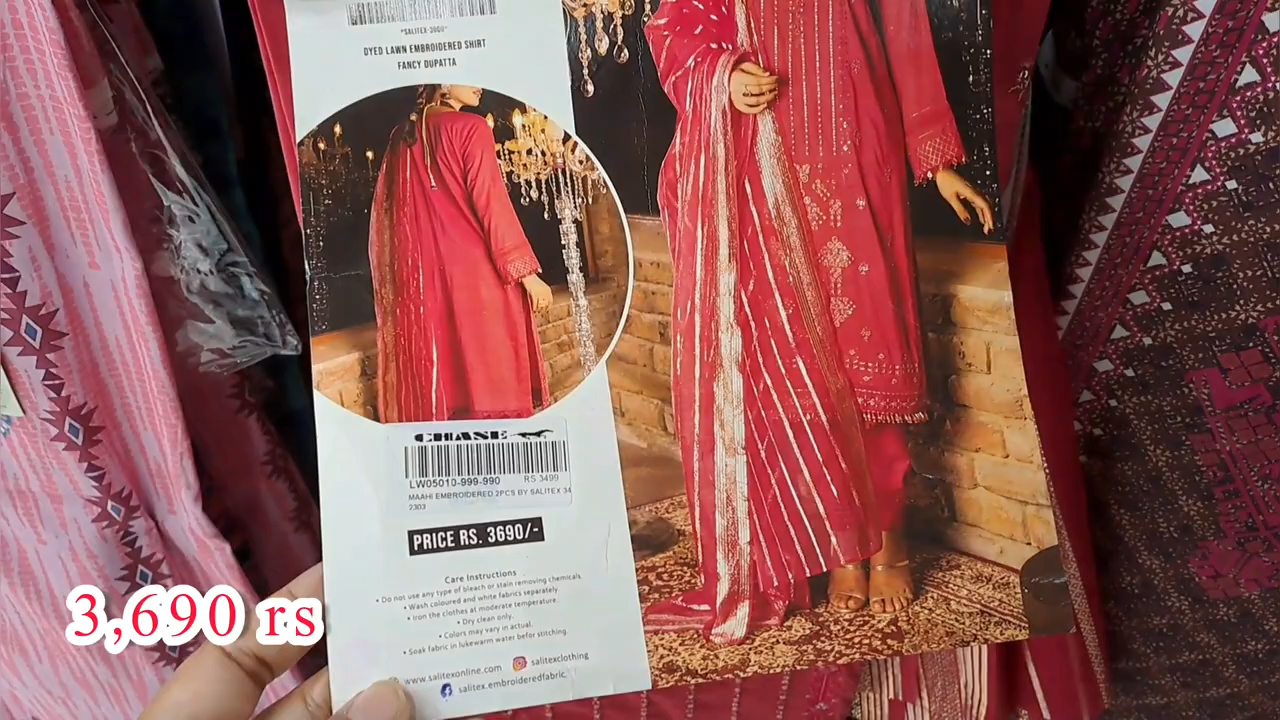 "SALITEX-3000"
DYED LAWN EMBROIDERED SHIRT
FANCY DUPATTA
CHASE
LW05010-999-990 RS 3499
MAAHI EMBROIDERED 2PCS BY SALITEX 34
2303
PRICE RS. 3690/-
Care Instructions
• Do not use any type of bleach or stain removing chemicals.
• Wash coloured and white fabrics separately.
• Iron the clothes at moderate temperature.
• Dry clean only.
• Colors may vary in actual.
• Soak fabric in lukewarm water befor stitching.
www.salitexonline.com salitexclothing
salitex.embroideredfabric.
3,690 rs